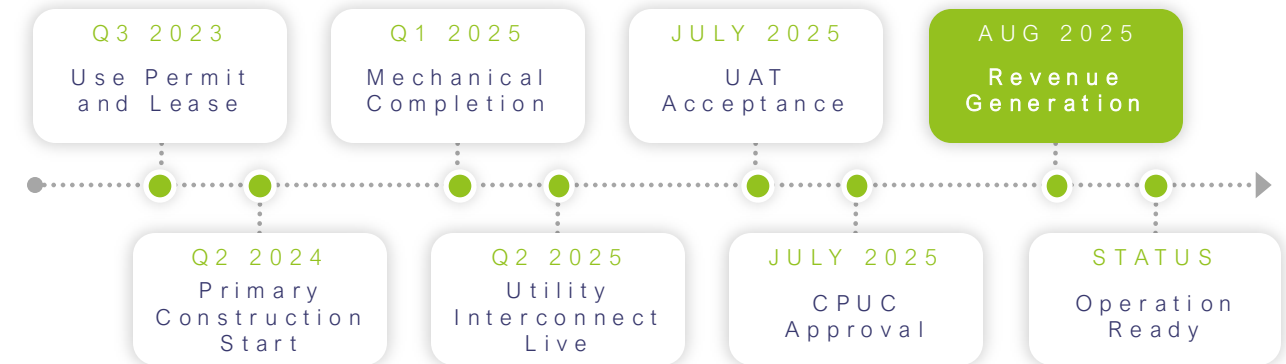 Q3 2023
Use Permit
and Lease
Q1 2025
Mechanical
Completion
JULY 2025
UAT
Acceptance
AUG 2025
Revenue
Generation
Q2 2024
Primary
Construction
Start
Q2 2025
Utility
Interconnect
Live
JULY 2025
CPUC
Approval
STATUS
Operation
Ready